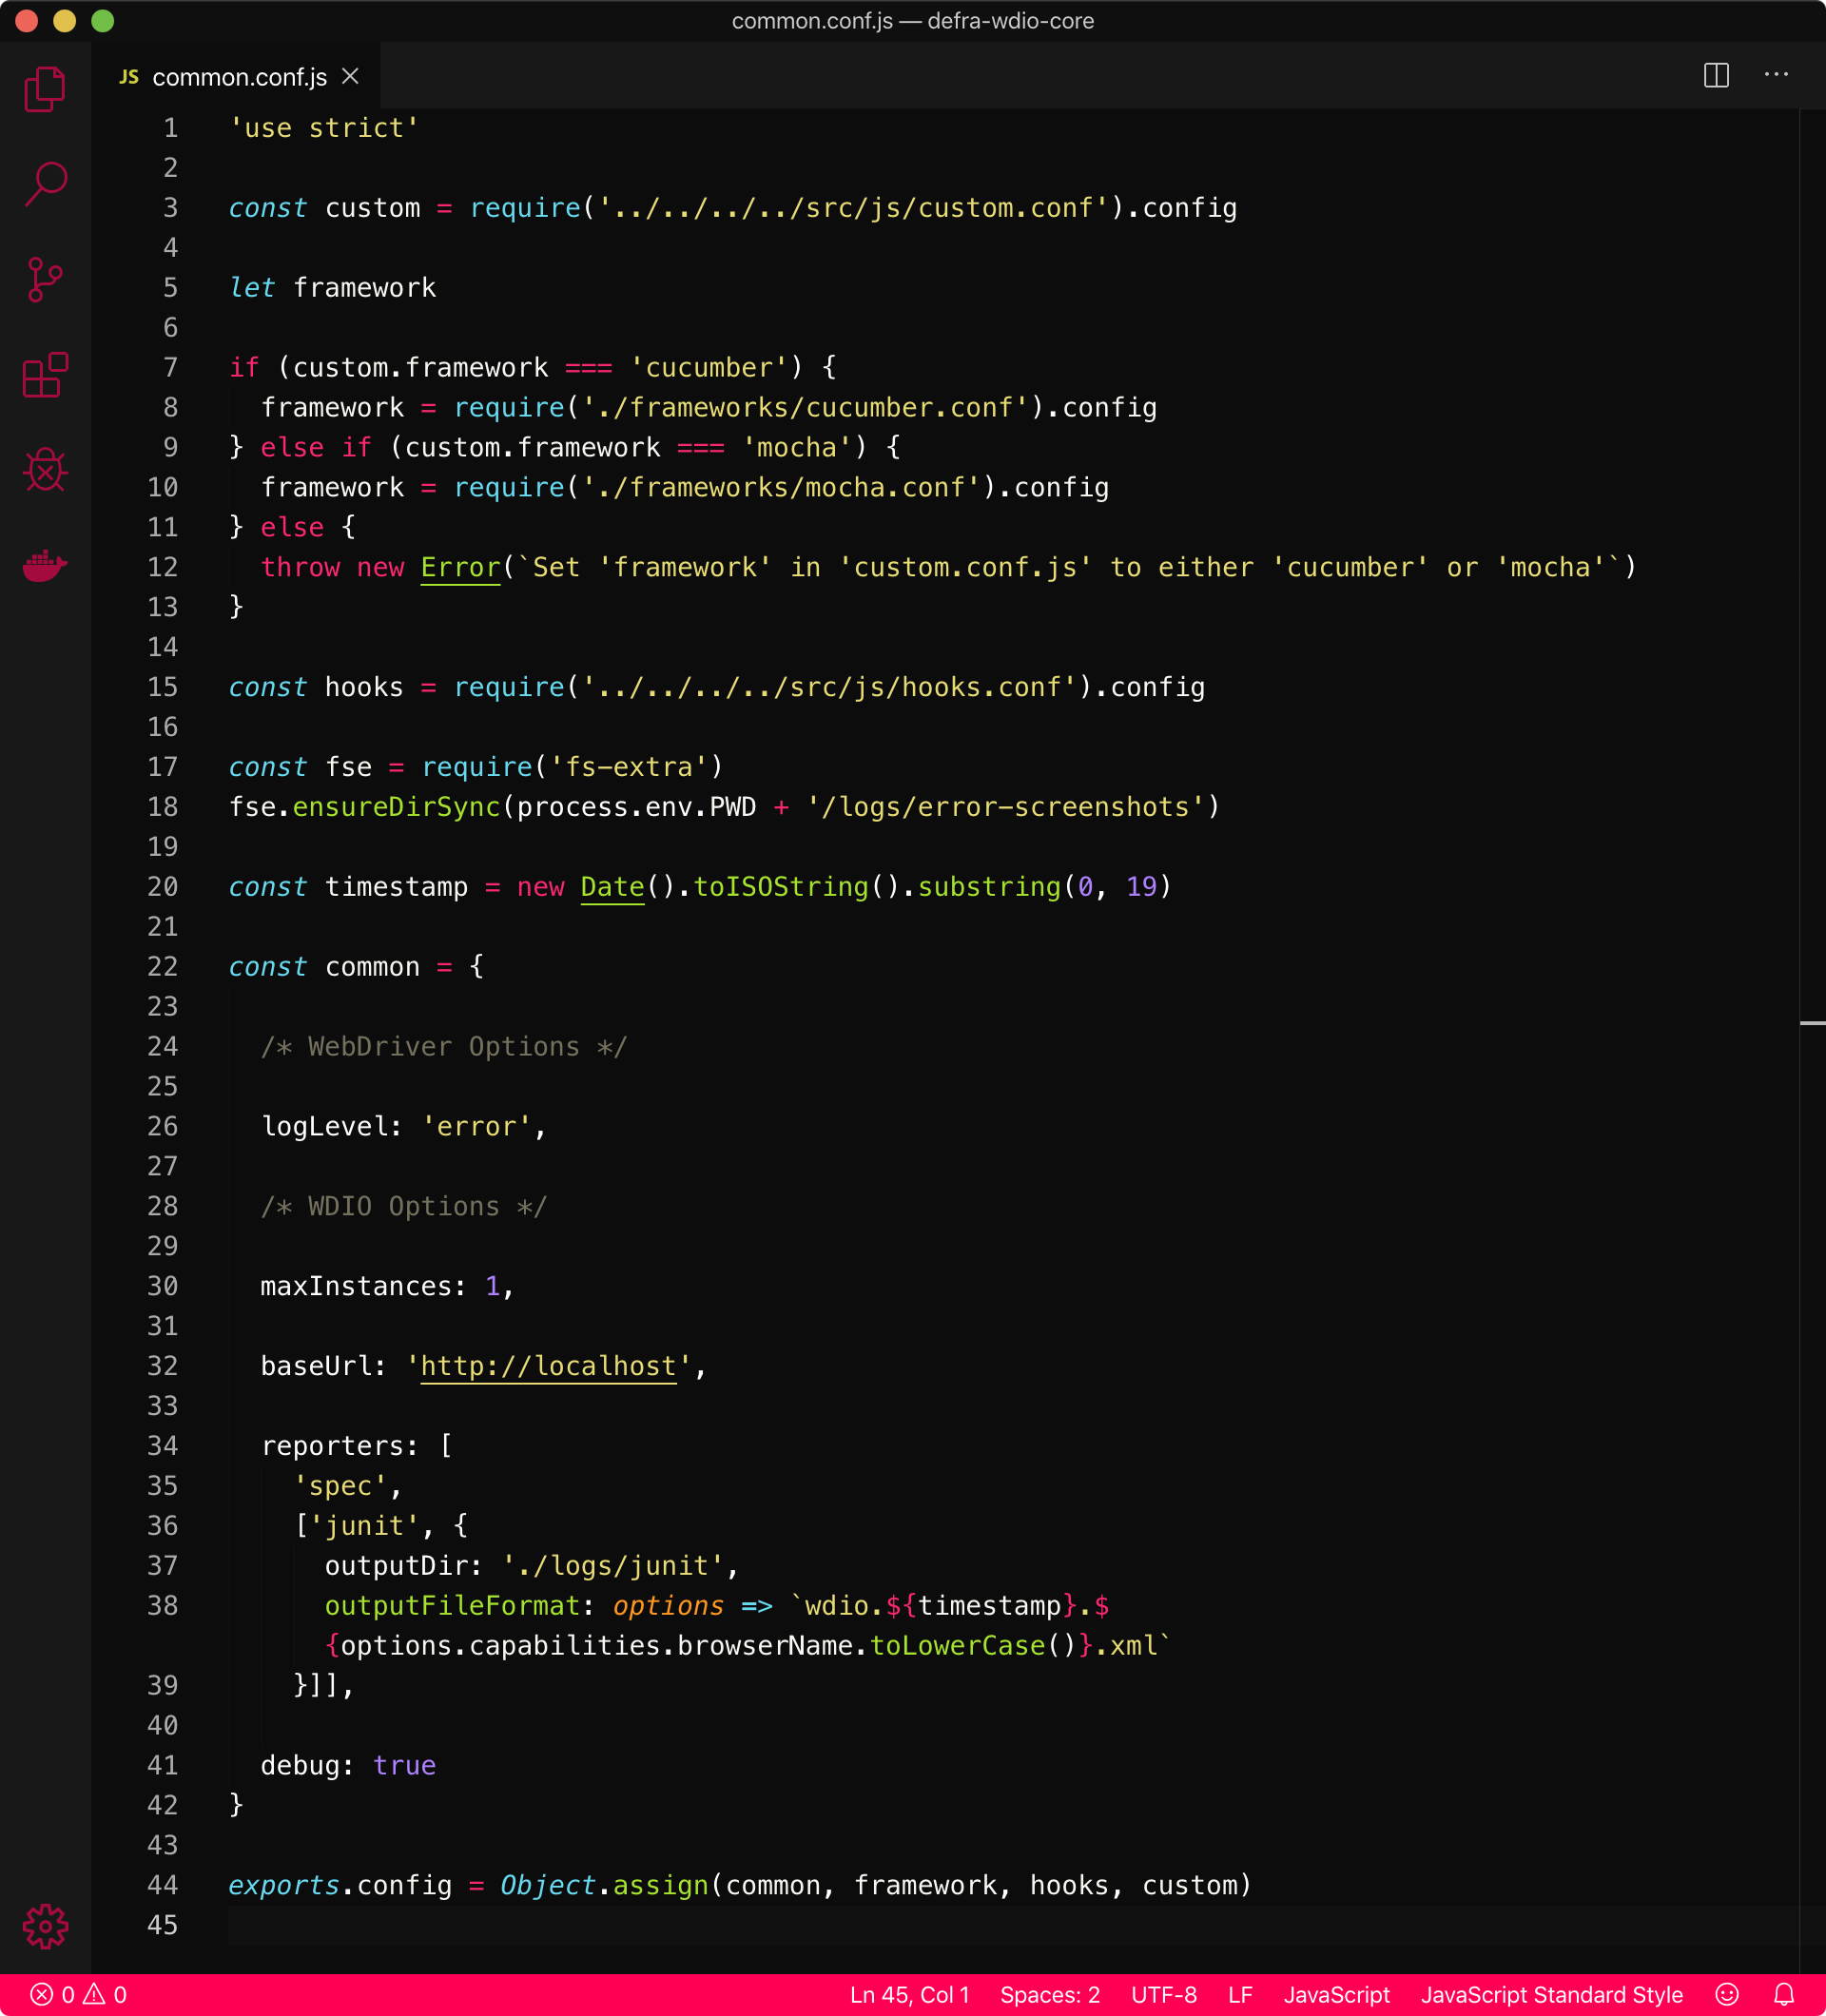 common.conf.js — defra-wdio-core
JS common.conf.js
1 'use strict'
2
3 const custom = require('../../../../src/js/custom.conf').config
4
5 let framework
6
7 if (custom.framework === 'cucumber') {
8   framework = require('./frameworks/cucumber.conf').config
9 } else if (custom.framework === 'mocha') {
10   framework = require('./frameworks/mocha.conf').config
11 } else {
12   throw new Error(`Set 'framework' in 'custom.conf.js' to either 'cucumber' or 'mocha'`)
13 }
14
15 const hooks = require('../../../../src/js/hooks.conf').config
16
17 const fse = require('fs-extra')
18 fse.ensureDirSync(process.env.PWD + '/logs/error-screenshots')
19
20 const timestamp = new Date().toISOString().substring(0, 19)
21
22 const common = {
23
24   /* WebDriver Options */
25
26   logLevel: 'error',
27
28   /* WDIO Options */
29
30   maxInstances: 1,
31
32   baseUrl: 'http://localhost',
33
34   reporters: [
35     'spec',
36     ['junit', {
37       outputDir: './logs/junit',
38       outputFileFormat: options => `wdio.${timestamp}.$
{options.capabilities.browserName.toLowerCase()}.xml`
39     }]],
40
41   debug: true
42 }
43
44 exports.config = Object.assign(common, framework, hooks, custom)
45
0 0 Ln 45, Col 1 Spaces: 2 UTF-8 LF JavaScript JavaScript Standard Style